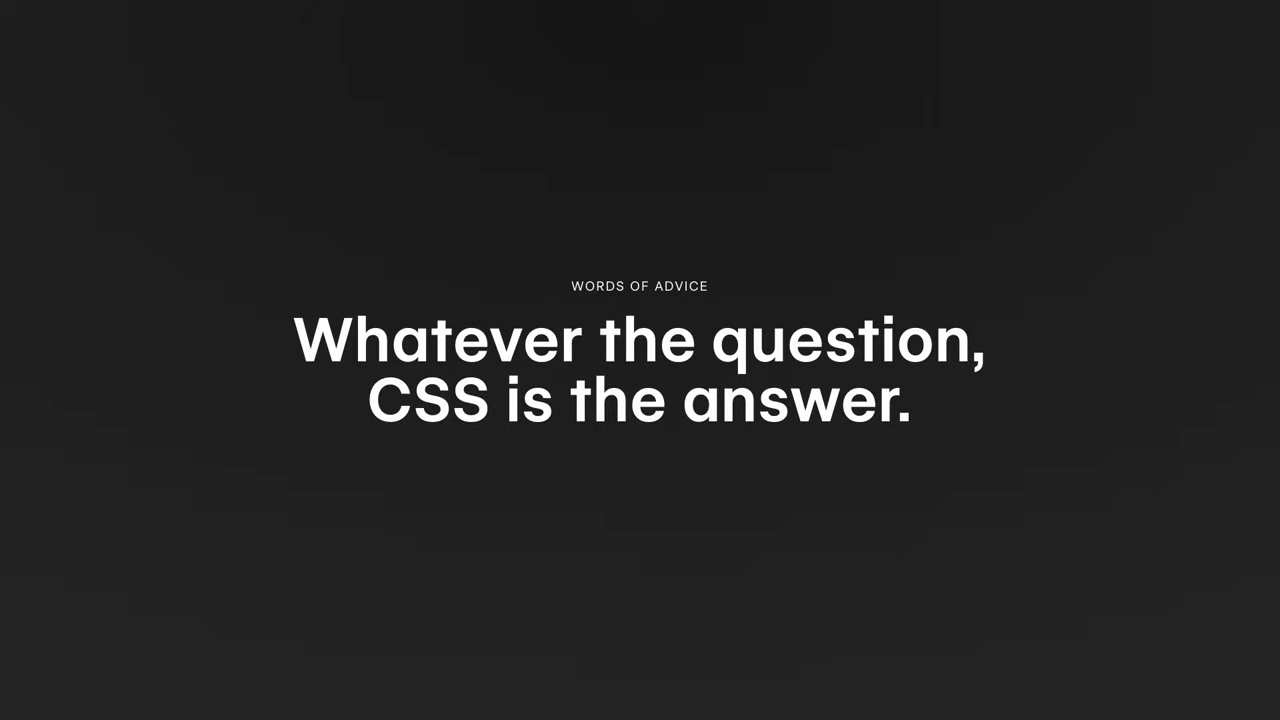 WORDS OF ADVICE
Whatever the question,
CSS is the answer.